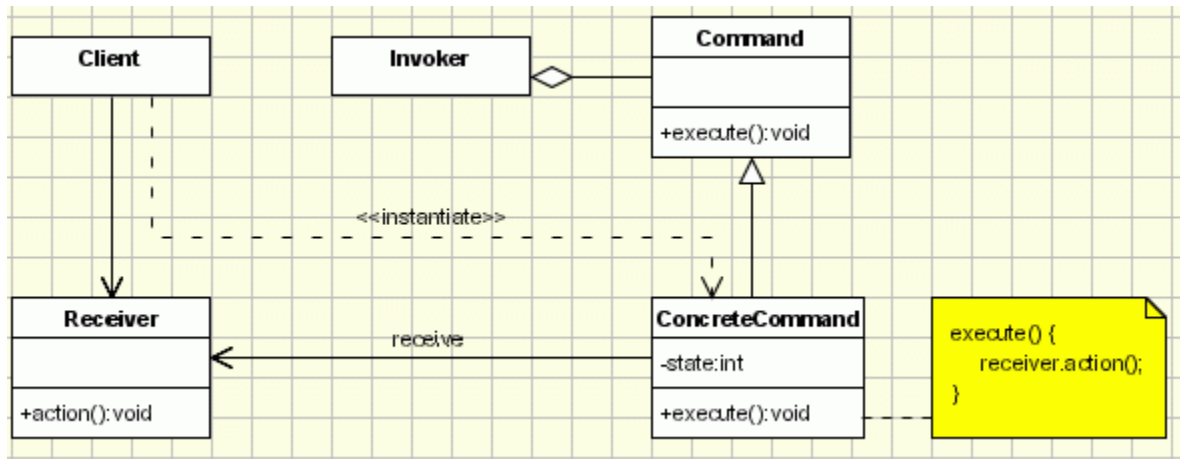 Client
Invoker
Command
+execute():void
<<instantiate>>
Receiver
+action():void
receive
ConcreteCommand
-state:int
+execute():void
execute() {
receiver.action();
}